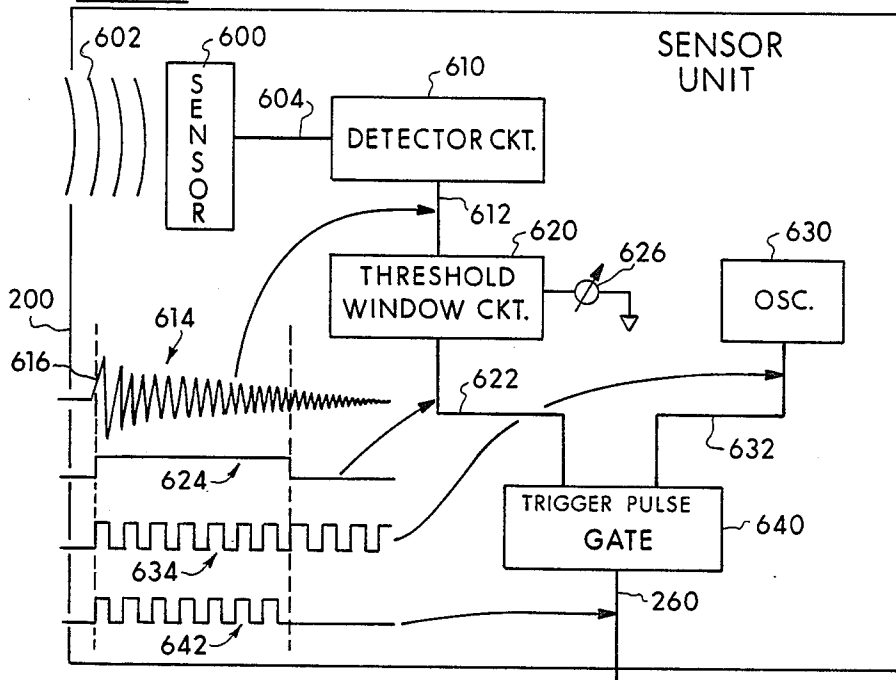 602
600
SENSOR
604
610
DETECTOR CKT.
612
SENSOR
UNIT
620
THRESHOLD
WINDOW CKT.
626
630
OSC.
200
614
616
622
632
624
TRIGGER PULSE
GATE
640
634
260
642